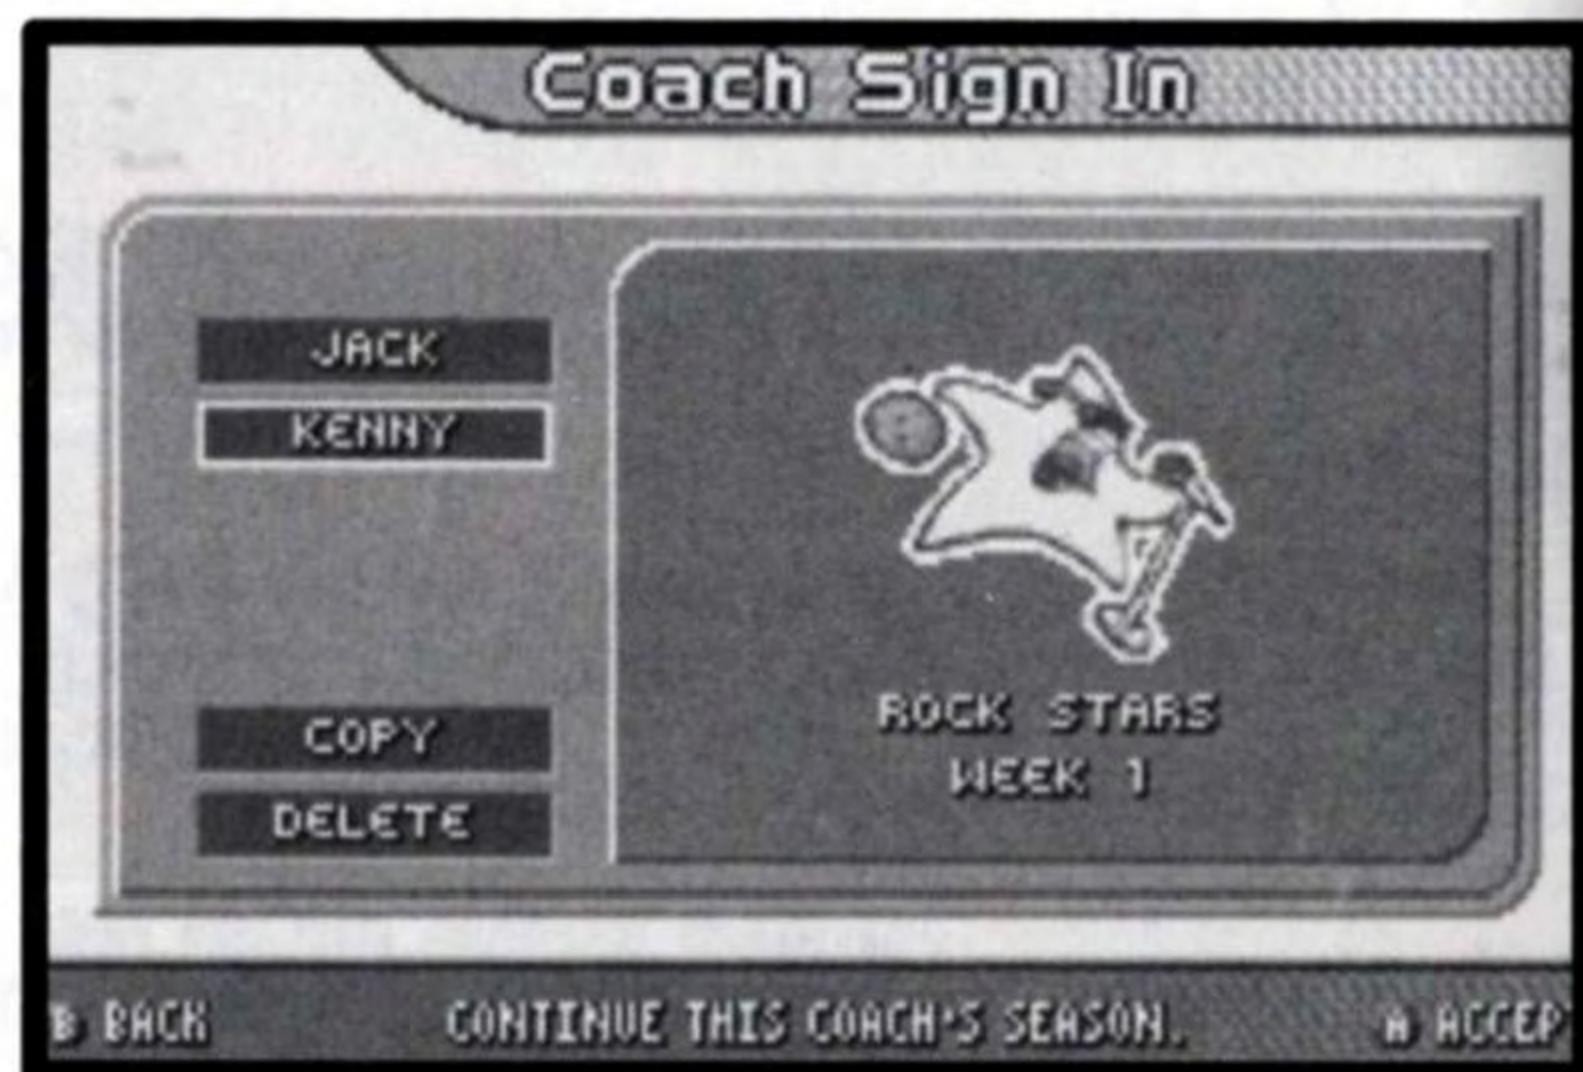 Coach Sign In
JACK
KENNY
COPY
DELETE
ROCK STARS
WEEK 1
B BACK
CONTINUE THIS COACH'S SEASON.
A ACCEP